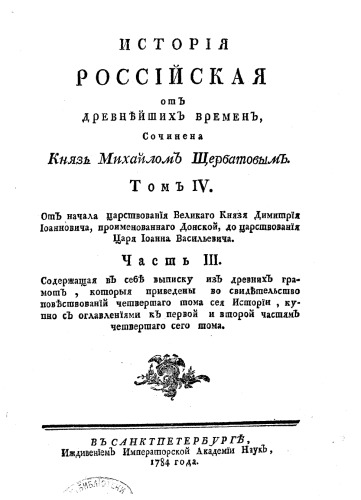 ИСТОРІЯ
РОССІЙСКАЯ
отъ
ДРЕВНѢЙШИХЪ ВРЕМЕНЪ,
Сочинена
Князь Михайломъ Щербатовымъ.
Томъ IV.
Отъ начала царствованія Великаго Князя Димитрія
Іоанновича, проименованнаго Донской, до царствованія
Царя Іоанна Васильевича.
Часть III.
Содержащая въ себѣ выписку изъ древнихъ гра-
мотъ, которыя приведены во свидѣтельство
повѣствованій четвертаго тома сея Исторіи, ку-
пно съ оглавленіями къ первой и второй частямъ
четвертаго сего тома.
ВЪ САНКТПЕТЕРБУРГѢ,
Иждивеніемъ Императорской Академіи Наукъ,
1784 года.